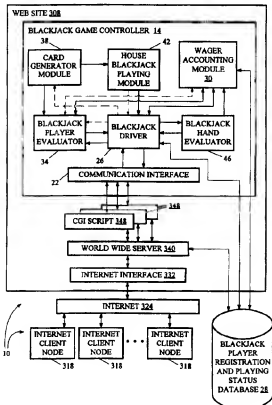 WEB SITE 308
BLACKJACK GAME CONTROLLER 14
38
CARD
GENERATOR
MODULE
42
HOUSE
BLACKJACK
PLAYING
MODULE
WAGER
ACCOUNTING
MODULE
30
BLACKJACK
PLAYER
EVALUATOR
34
BLACKJACK
DRIVER
26
BLACKJACK
HAND
EVALUATOR
46
22
COMMUNICATION INTERFACE
348
CGI SCRIPT 348
WORLD WIDE SERVER 340
INTERNET INTERFACE 332
INTERNET 324
10
INTERNET
CLIENT
NODE
318
INTERNET
CLIENT
NODE
318
• • •
INTERNET
CLIENT
NODE
318
BLACKJACK
PLAYER
REGISTRATION
AND PLAYING
STATUS
DATABASE 28